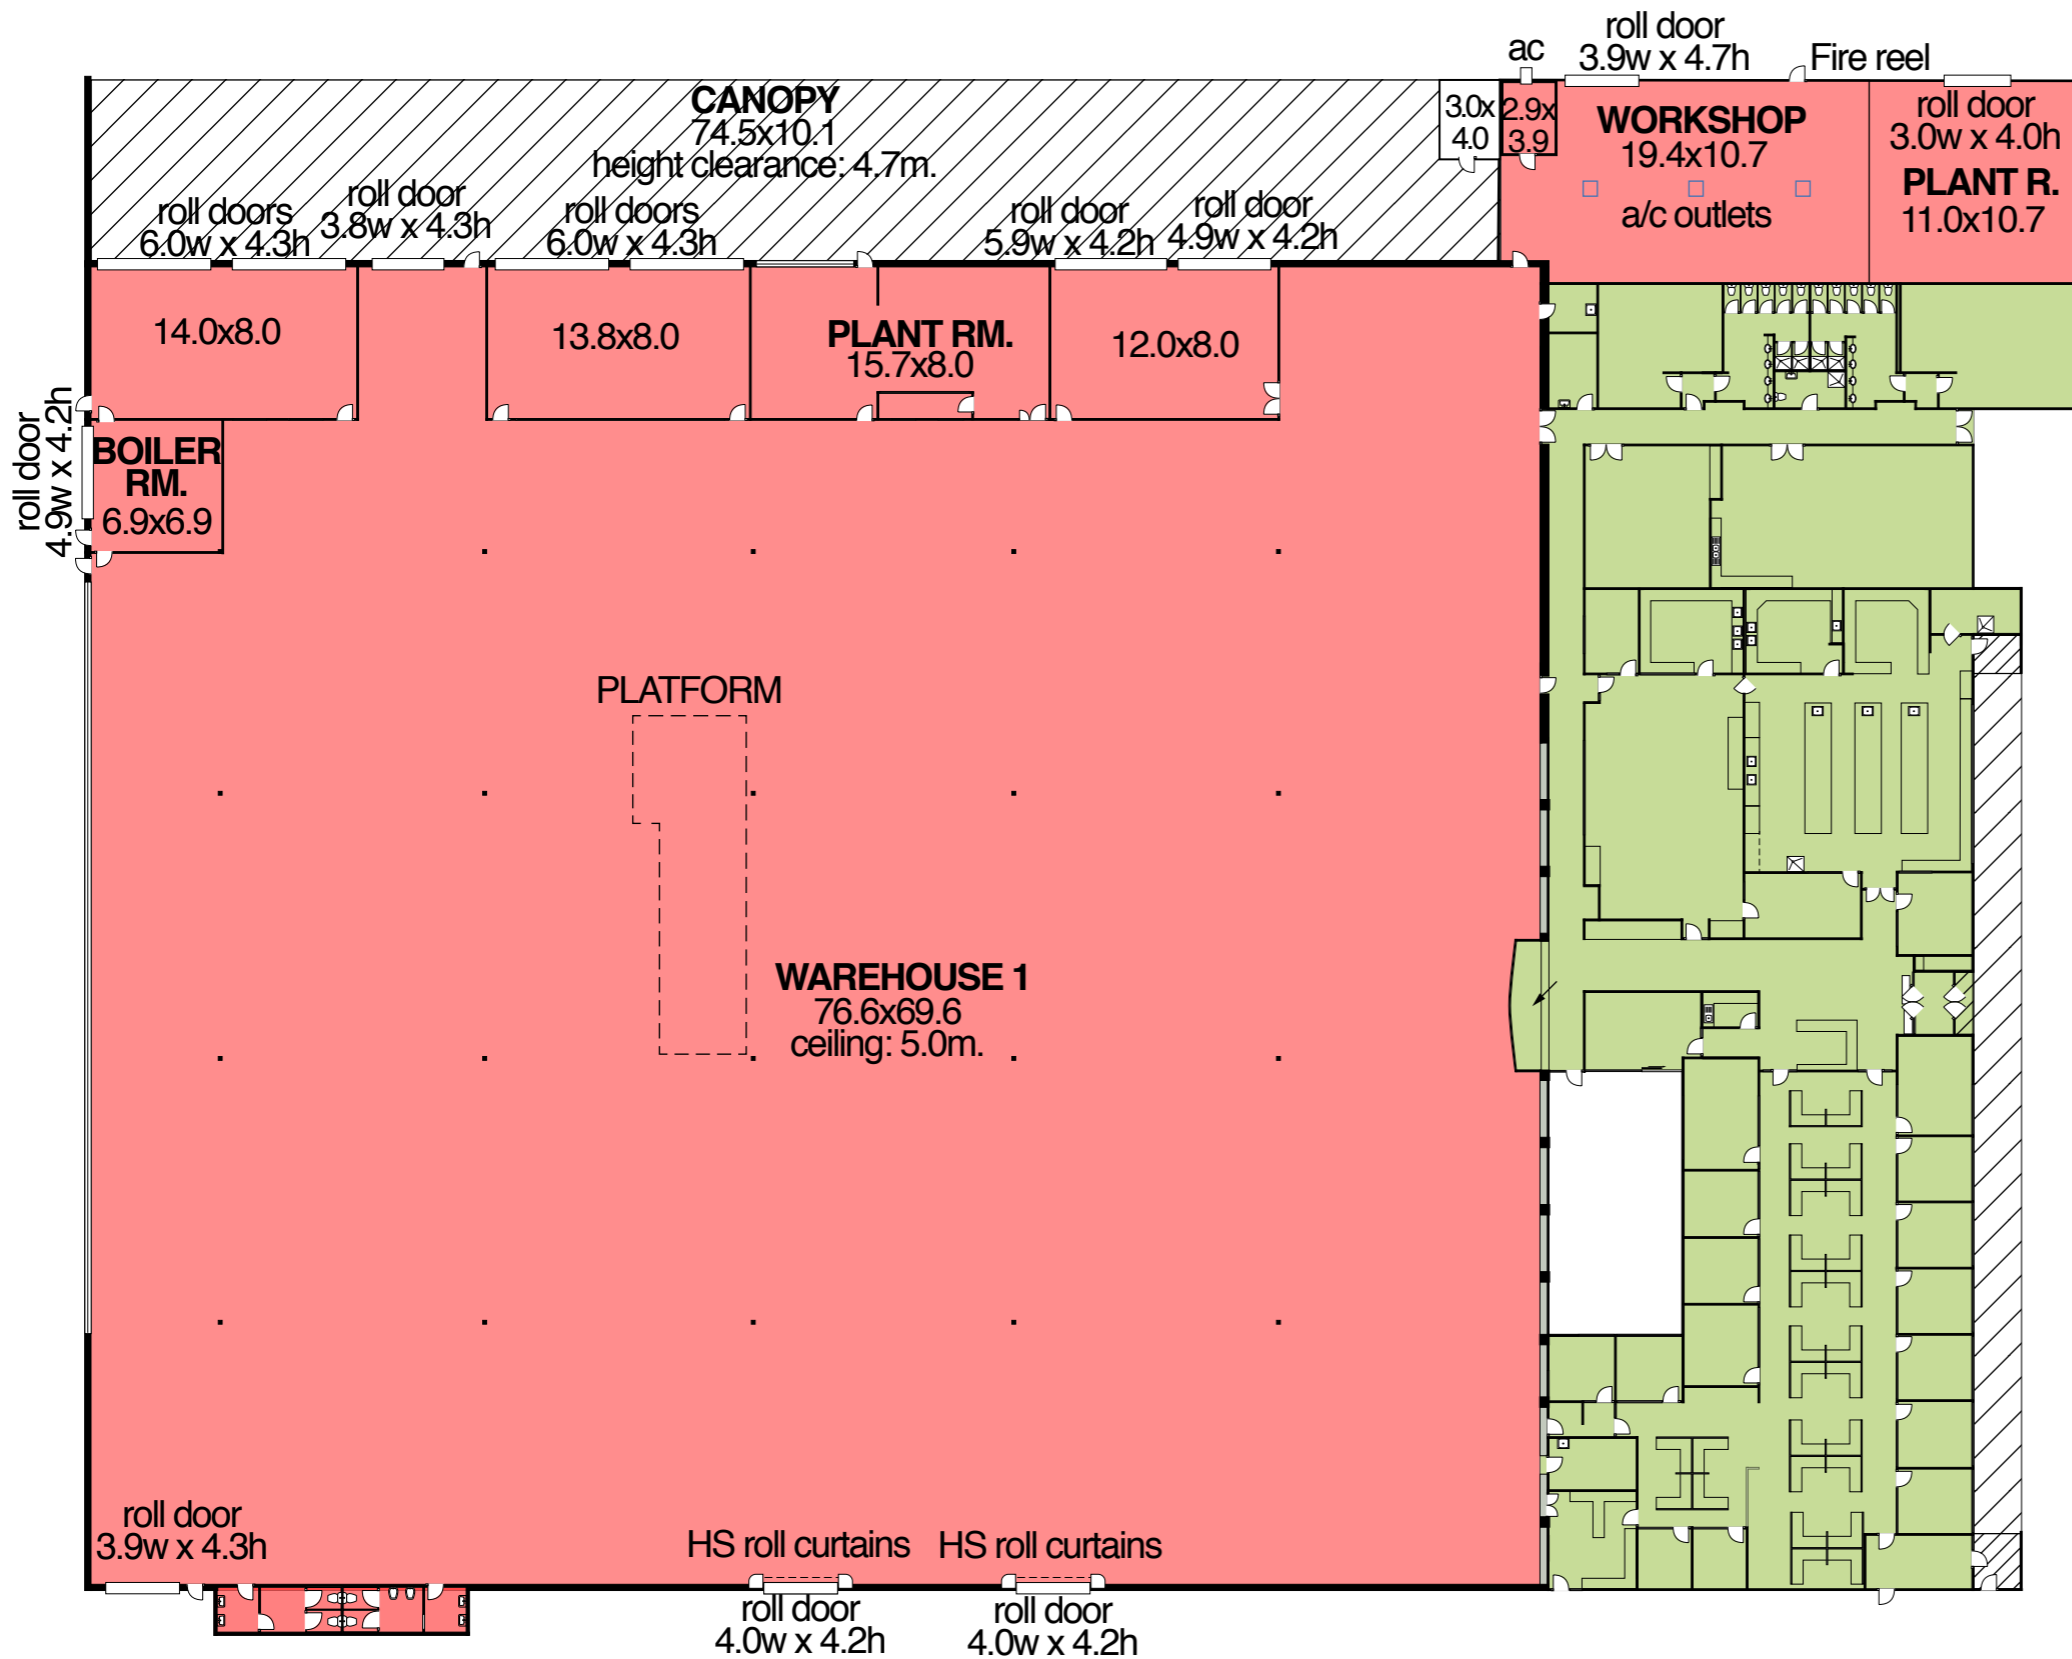 roll door
3.9w x 4.7h
ac
Fire reel
CANOPY
74.5x10.1
height clearance: 4.7m.
3.0x
4.0
2.9x
3.9
WORKSHOP
19.4x10.7
a/c outlets
roll door
3.0w x 4.0h
PLANT R.
11.0x10.7
roll doors
6.0w x 4.3h
roll door
3.8w x 4.3h
roll doors
6.0w x 4.3h
roll door
5.9w x 4.2h
roll door
4.9w x 4.2h
14.0x8.0
13.8x8.0
PLANT RM.
15.7x8.0
12.0x8.0
roll door
4.9w x 4.2h
BOILER
RM.
6.9x6.9
PLATFORM
WAREHOUSE 1
76.6x69.6
ceiling: 5.0m.
roll door
3.9w x 4.3h
HS roll curtains
HS roll curtains
roll door
4.0w x 4.2h
roll door
4.0w x 4.2h